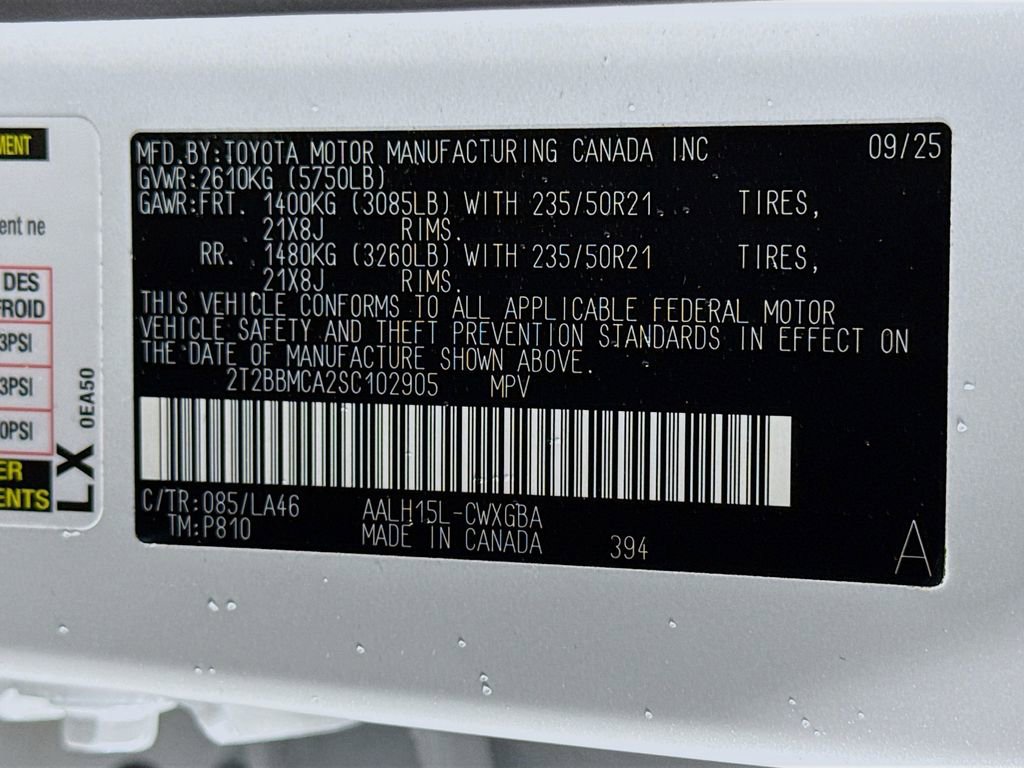 MENT
ent ne
DES
FROID
3PSI
3PSI
0PSI
ER
ENTS
LX
0EA50
MFD.BY:TOYOTA MOTOR MANUFACTURING CANADA INC 09/25
GVWR:2610KG (5750LB)
GAWR:FRT. 1400KG (3085LB) WITH 235/50R21 TIRES,
21X8J RIMS.
RR. 1480KG (3260LB) WITH 235/50R21 TIRES,
21X8J RIMS.
THIS VEHICLE CONFORMS TO ALL APPLICABLE FEDERAL MOTOR
VEHICLE SAFETY AND THEFT PREVENTION STANDARDS IN EFFECT ON
THE DATE OF MANUFACTURE SHOWN ABOVE.
2T2BBMCA2SC102905 MPV
C/TR:085/LA46 AALH15L-CWXGBA
TM:P810 MADE IN CANADA 394
A